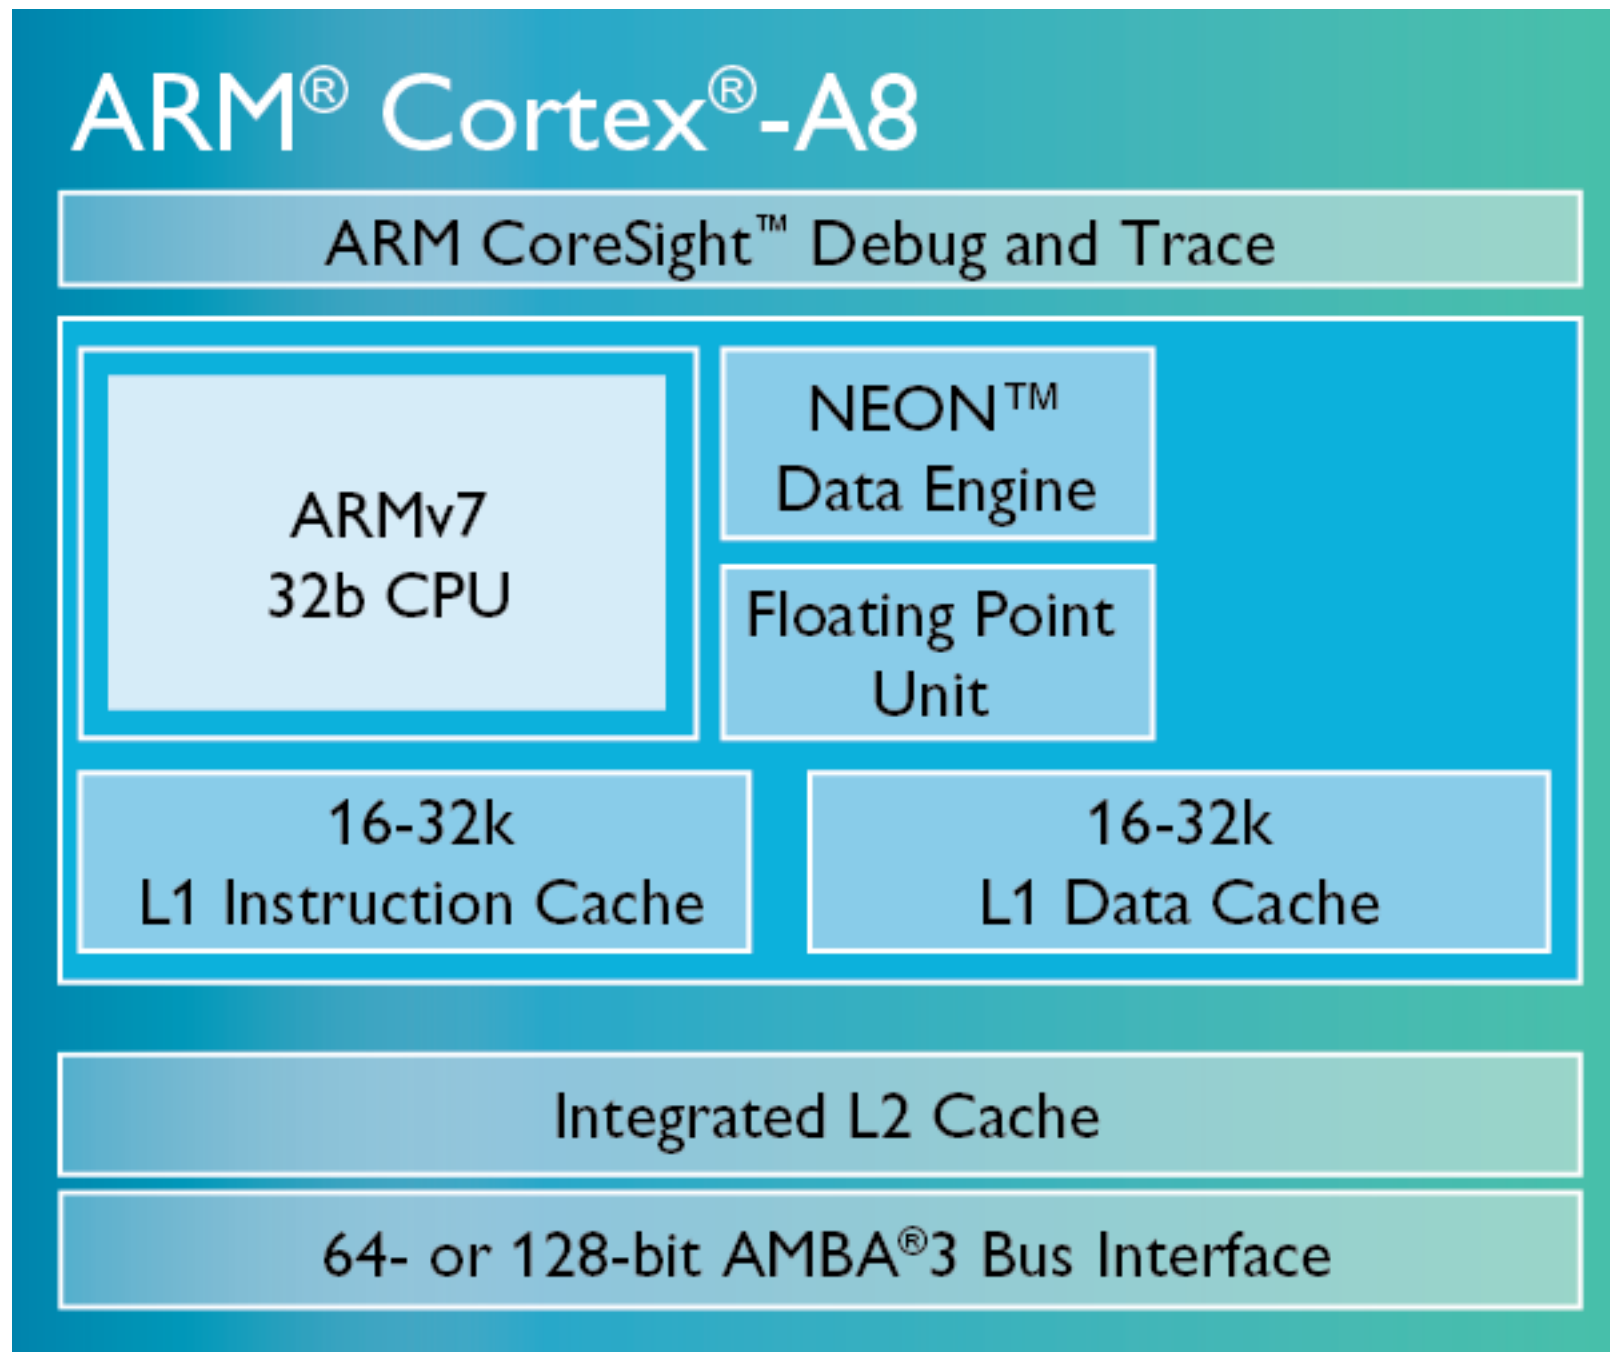 ARM® Cortex®-A8
ARM CoreSight™ Debug and Trace
ARMv7
32b CPU
NEON™
Data Engine
Floating Point
Unit
16-32k
L1 Instruction Cache
16-32k
L1 Data Cache
Integrated L2 Cache
64- or 128-bit AMBA®3 Bus Interface